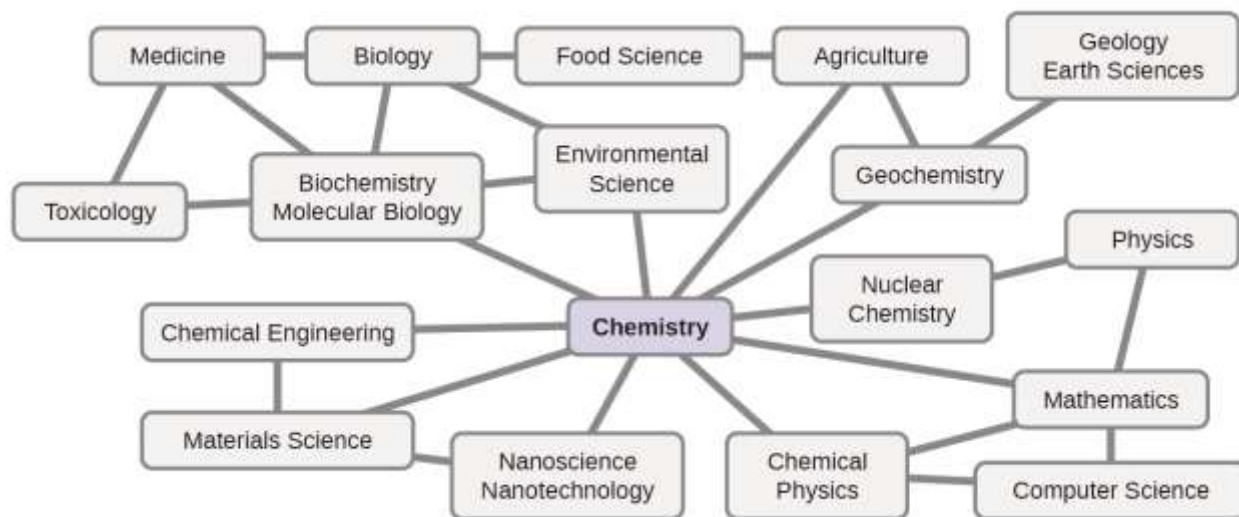 Medicine
Biology
Food Science
Agriculture
Geology
Earth Sciences
Environmental
Science
Geochemistry
Biochemistry
Molecular Biology
Toxicology
Physics
Nuclear
Chemistry
Chemistry
Chemical Engineering
Mathematics
Materials Science
Nanoscience
Nanotechnology
Chemical
Physics
Computer Science